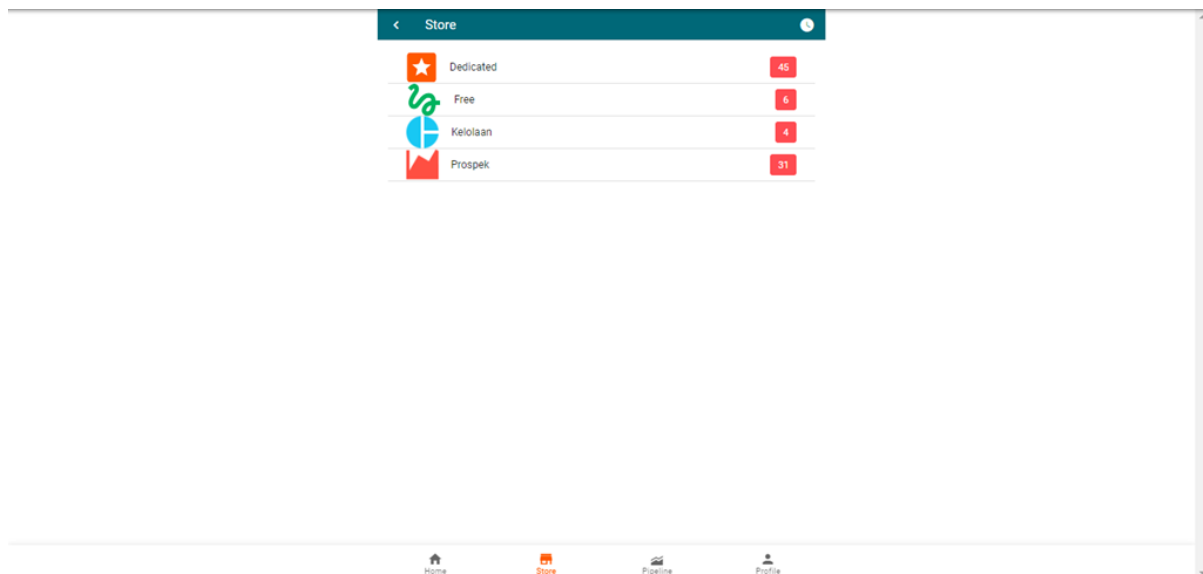 Store
Dedicated 45
Free 6
Kelolaan 4
Prospek 31
Home Store Pipeline Profile